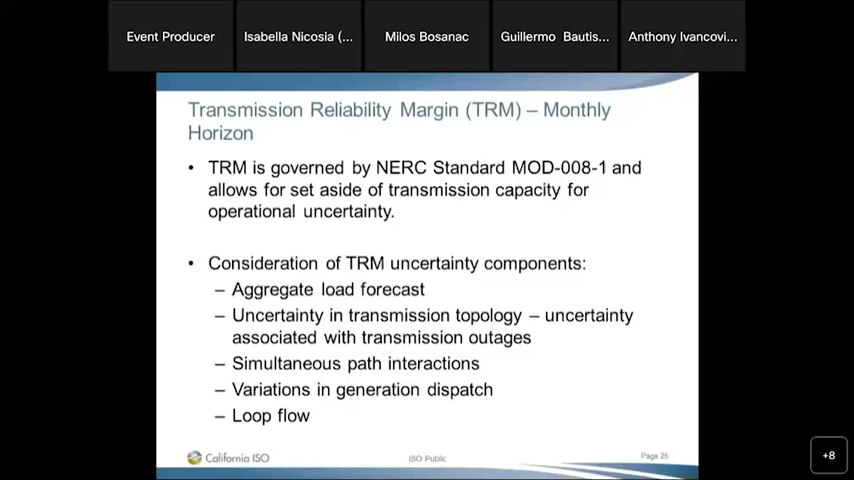 Event Producer
Isabella Nicosia (...
Milos Bosanac
Guillermo Bautis...
Anthony Ivancovi...
Transmission Reliability Margin (TRM) – Monthly
Horizon
• TRM is governed by NERC Standard MOD-008-1 and
allows for set aside of transmission capacity for
operational uncertainty.
• Consideration of TRM uncertainty components:
– Aggregate load forecast
– Uncertainty in transmission topology – uncertainty
associated with transmission outages
– Simultaneous path interactions
– Variations in generation dispatch
– Loop flow
California ISO
ISO Public
Page 25
+8